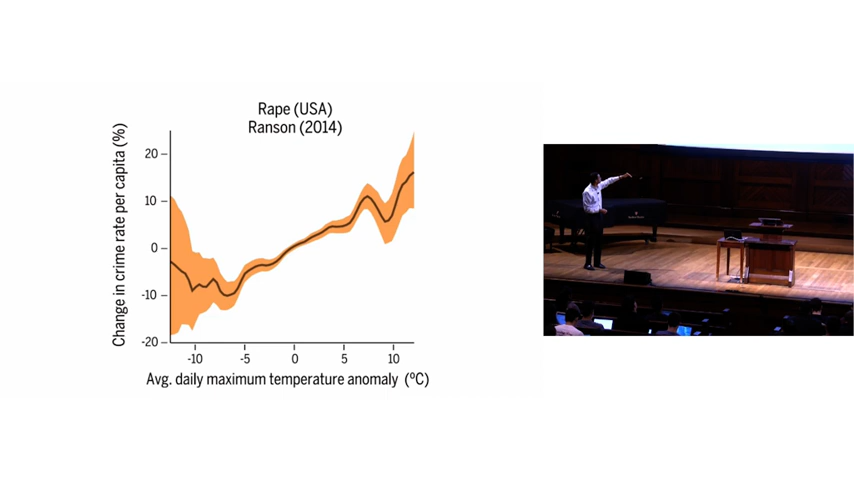 Rape (USA)
Ranson (2014)
Change in crime rate per capita (%)
20
10
0
-10
-20
-10
-5
0
5
10
Avg. daily maximum temperature anomaly (ºC)